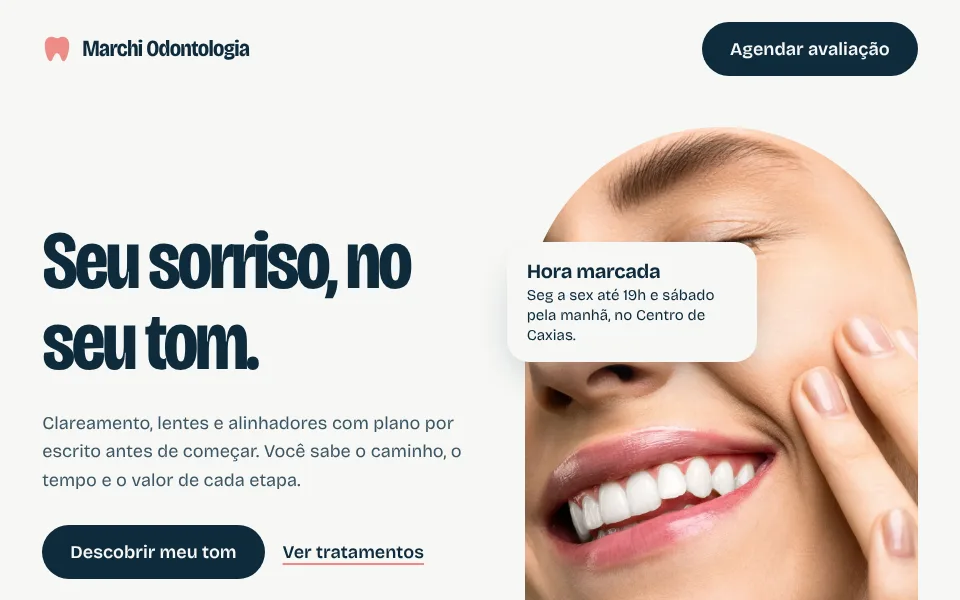 Marchi Odontologia
Agendar avaliação
Seu sorriso, no
seu tom.
Hora marcada
Seg a sex até 19h e sábado
pela manhã, no Centro de
Caxias.
Clareamento, lentes e alinhadores com plano por
escrito antes de começar. Você sabe o caminho, o
tempo e o valor de cada etapa.
Descobrir meu tom
Ver tratamentos